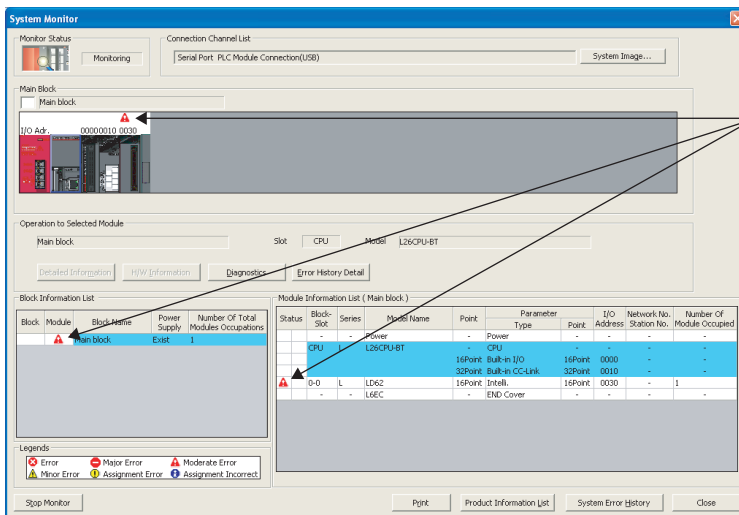 System Monitor
Monitor Status
Connection Channel List
Monitoring
Serial Port PLC Module Connection(USB)
System Image...
Main Block
Main block
I/O Adr.
00000010 0030
Operation to Selected Module
Main block
Slot
CPU
Model
L26CPU-BT
Detailed Information
H/W Information
Diagnostics
Error History Detail
Block Information List
Block Module Block Name Power Supply Number Of Total Modules Occupations
Main block Exist 1
Module Information List ( Main block )
Status Block-Slot Series Model Name Point Parameter Type Point I/O Address Network No. Station No. Number Of Module Occupied
- - Power - Power - - - -
CPU L L26CPU-BT - CPU - - - -
16Point Built-in I/O 16Point 0000 - -
32Point Built-in CC-Link 32Point 0010 - -
0-0 L LD62 16Point Intelli. 16Point 0030 - 1
- - L6EC - END Cover - - - -
Legends
Error Major Error Moderate Error
Minor Error Assignment Error Assignment Incorrect
Stop Monitor
Print
Product Information List
System Error History
Close